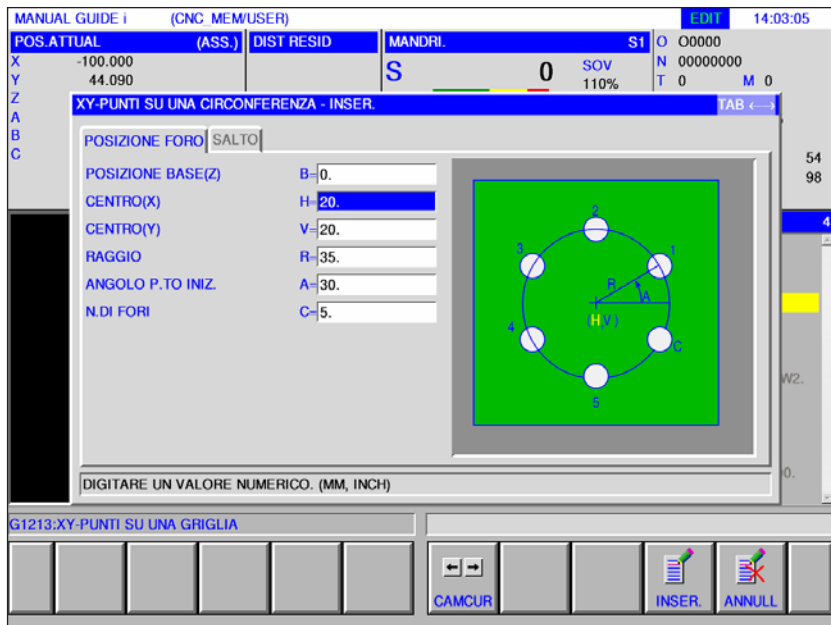 MANUAL GUIDE i (CNC_MEM/USER) EDIT 14:03:05
POS.ATTUAL (ASS.) DIST RESID MANDRI. S1 O O0000
X -100.000 S 0 SOV N 00000000
Y 44.090 110% T 0 M 0
Z XY-PUNTI SU UNA CIRCONFERENZA - INSER. TAB ←→
A
B POSIZIONE FORO SALTO
C
54
98
POSIZIONE BASE(Z) B=0.
CENTRO(X) H=20.
CENTRO(Y) V=20.
RAGGIO R=35.
ANGOLO P.TO INIZ. A=30.
N.DI FORI C=5.
4
2
3 1
R
A
(H,V)
4 C
5
W2.
0.
DIGITARE UN VALORE NUMERICO. (MM, INCH)
G1213:XY-PUNTI SU UNA GRIGLIA
← →
CAMCUR INSER. ANNULL